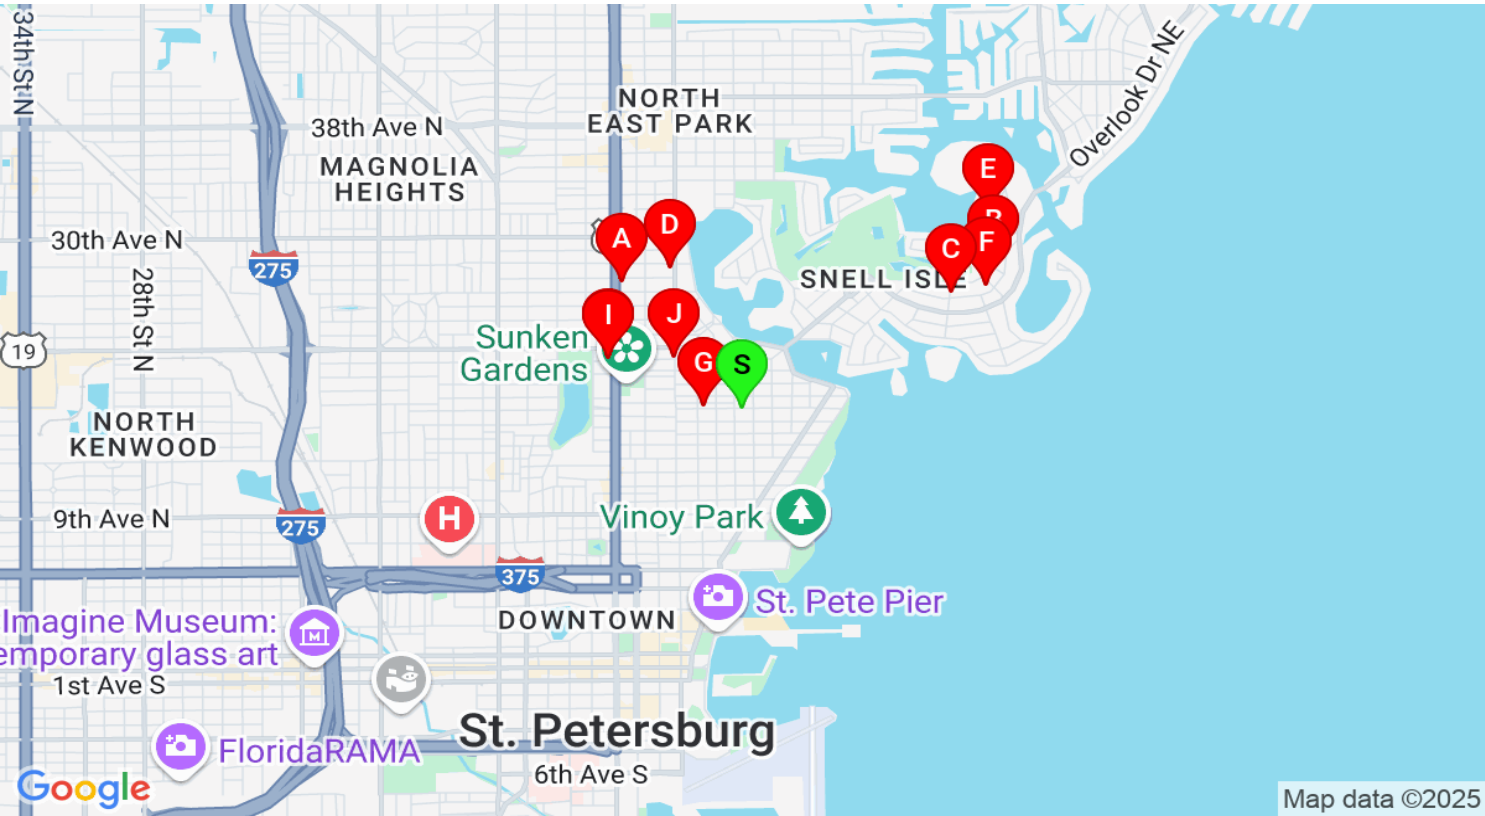 34th St N
NORTH
EAST PARK
38th Ave N
MAGNOLIA
HEIGHTS
Overlook Dr NE
E
A
D
C
F
30th Ave N
275
28th St N
SNELL ISLE
19
Sunken
Gardens
I
J
G
S
NORTH
KENWOOD
9th Ave N
275
H
Vinoy Park
375
DOWNTOWN
St. Pete Pier
Imagine Museum:
emporary glass art
M
1st Ave S
St. Petersburg
FloridaRAMA
6th Ave S
Google
Map data ©2025